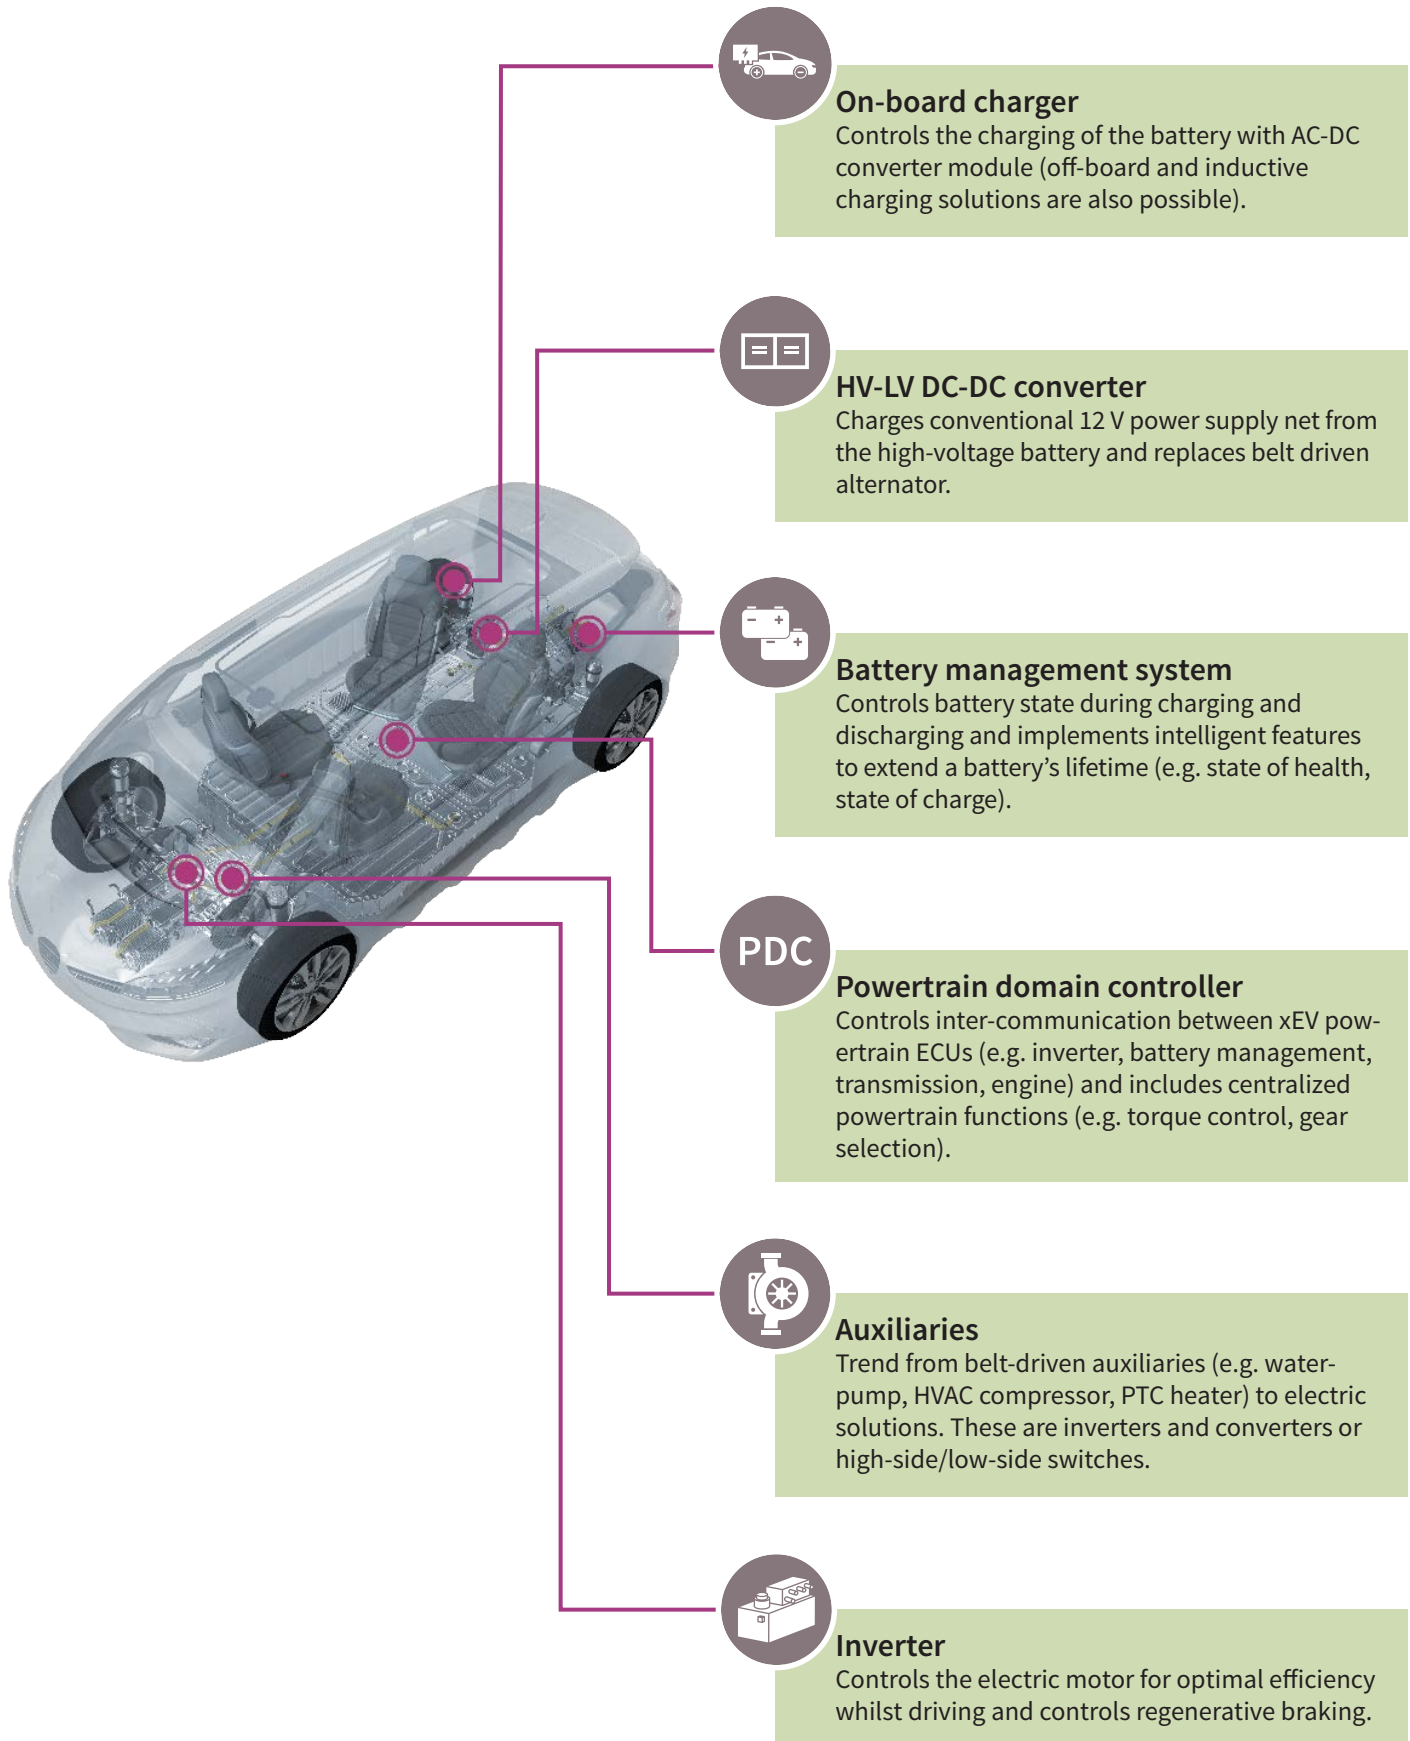 On-board charger
Controls the charging of the battery with AC-DC
converter module (off-board and inductive
charging solutions are also possible).
HV-LV DC-DC converter
Charges conventional 12 V power supply net from
the high-voltage battery and replaces belt driven
alternator.
Battery management system
Controls battery state during charging and
discharging and implements intelligent features
to extend a battery’s lifetime (e.g. state of health,
state of charge).
PDC
Powertrain domain controller
Controls inter-communication between xEV pow-
ertrain ECUs (e.g. inverter, battery management,
transmission, engine) and includes centralized
powertrain functions (e.g. torque control, gear
selection).
Auxiliaries
Trend from belt-driven auxiliaries (e.g. water-
pump, HVAC compressor, PTC heater) to electric
solutions. These are inverters and converters or
high-side/low-side switches.
Inverter
Controls the electric motor for optimal efficiency
whilst driving and controls regenerative braking.